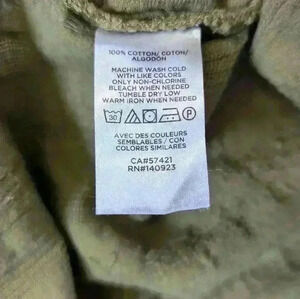 100% COTTON/ COTON/
ALGODÓN
MACHINE WASH COLD
WITH LIKE COLORS
ONLY NON-CHLORINE
BLEACH WHEN NEEDED
TUMBLE DRY LOW
WARM IRON WHEN NEEDED
30 P
AVEC DES COULEURS
SEMBLABLES / CON
COLORES SIMILARES
CA#57421
RN#140923